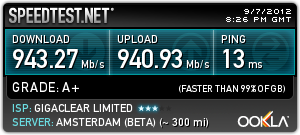 SPEEDTEST.NET
9/7/2012
8:26 PM GMT
DOWNLOAD UPLOAD PING
943.27 Mb/s 940.93 Mb/s 13 ms
GRADE: A+ (FASTER THAN 99% OF GB)
ISP: GIGACLEAR LIMITED ★★★★★
SERVER: AMSTERDAM (BETA) (~ 300 mi)
OOKLA